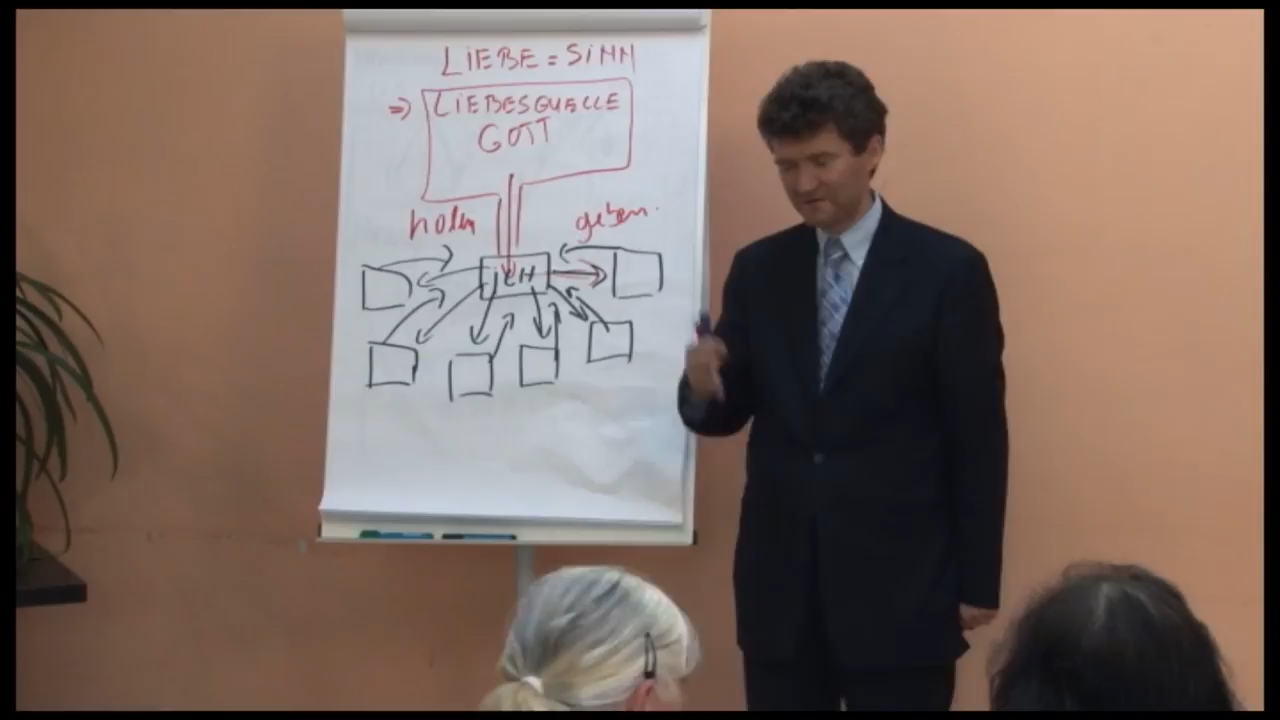 LIEBE = SINN
=> LIEBESQUELLE
GOTT
holen geben.
ICH